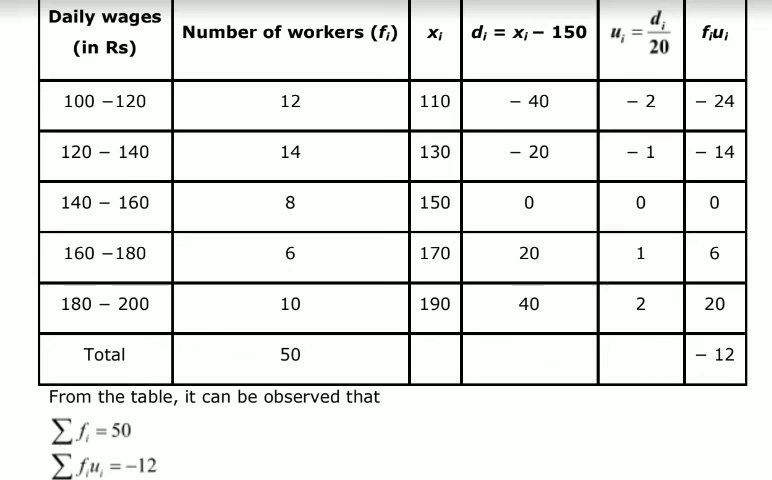 Daily wages (in Rs) | Number of workers (fᵢ) | xᵢ | dᵢ = xᵢ − 150 | uᵢ = dᵢ/20 | fᵢuᵢ
100 −120 | 12 | 110 | − 40 | − 2 | − 24
120 − 140 | 14 | 130 | − 20 | − 1 | − 14
140 − 160 | 8 | 150 | 0 | 0 | 0
160 −180 | 6 | 170 | 20 | 1 | 6
180 − 200 | 10 | 190 | 40 | 2 | 20
Total | 50 | | | | − 12
From the table, it can be observed that
∑fᵢ = 50
∑fᵢuᵢ = −12